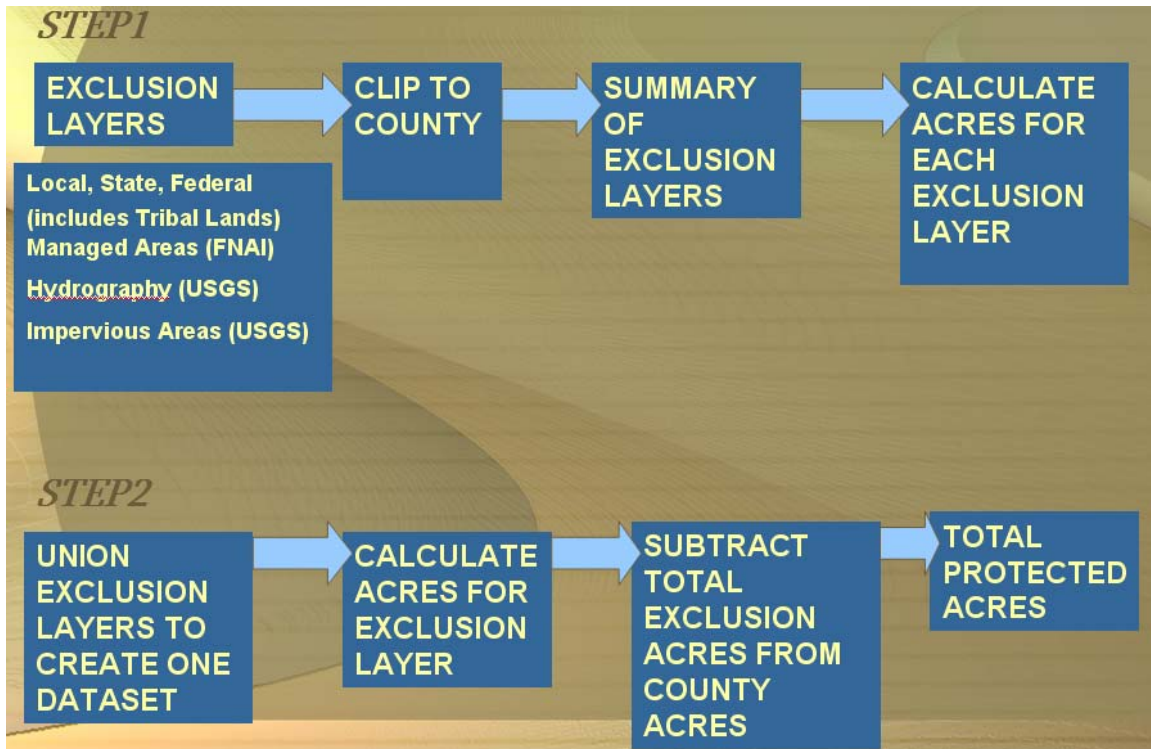 STEP1
EXCLUSION
LAYERS
CLIP TO
COUNTY
SUMMARY
OF
EXCLUSION
LAYERS
CALCULATE
ACRES FOR
EACH
EXCLUSION
LAYER
Local, State, Federal
(includes Tribal Lands)
Managed Areas (FNAI)
Hydrography (USGS)
Impervious Areas (USGS)
STEP2
UNION
EXCLUSION
LAYERS TO
CREATE ONE
DATASET
CALCULATE
ACRES FOR
EXCLUSION
LAYER
SUBTRACT
TOTAL
EXCLUSION
ACRES FROM
COUNTY
ACRES
TOTAL
PROTECTED
ACRES